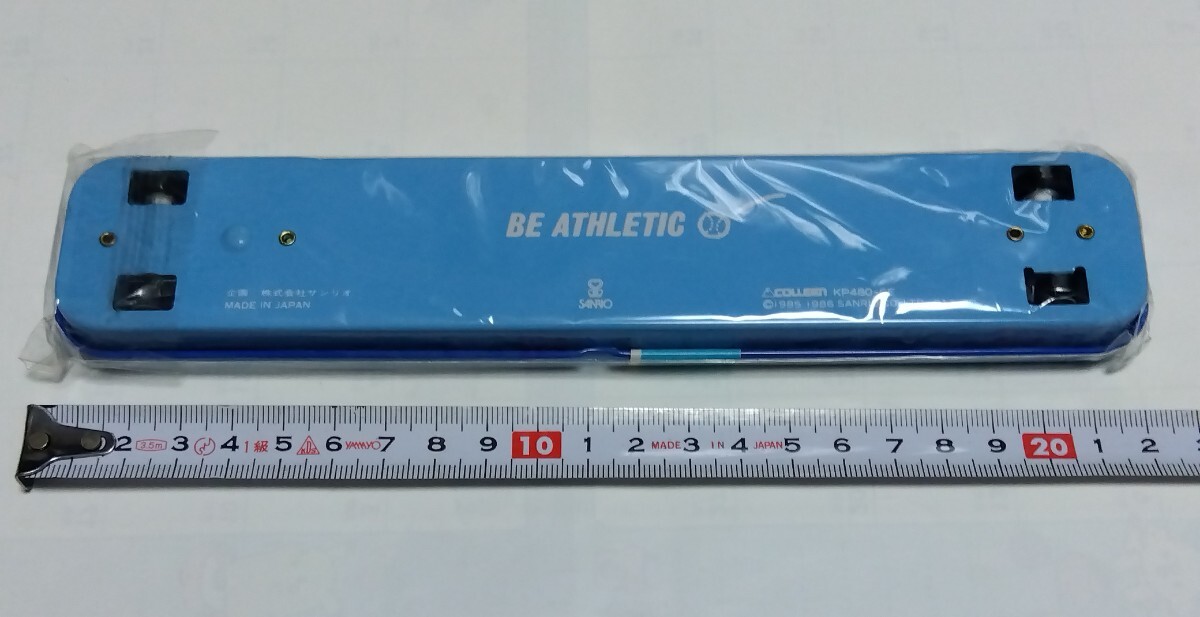 BE ATHLETIC
企画 株式会社サンリオ
MADE IN JAPAN
SANRIO
COLLEEN KP480
©1985, 1986 SANRIO
2 3.5m 3 4 1級 5 6 YAMAYO 7 8 9 10 1 2 MADE 3 IN 4 JAPAN 5 6 7 8 9 20 1 2